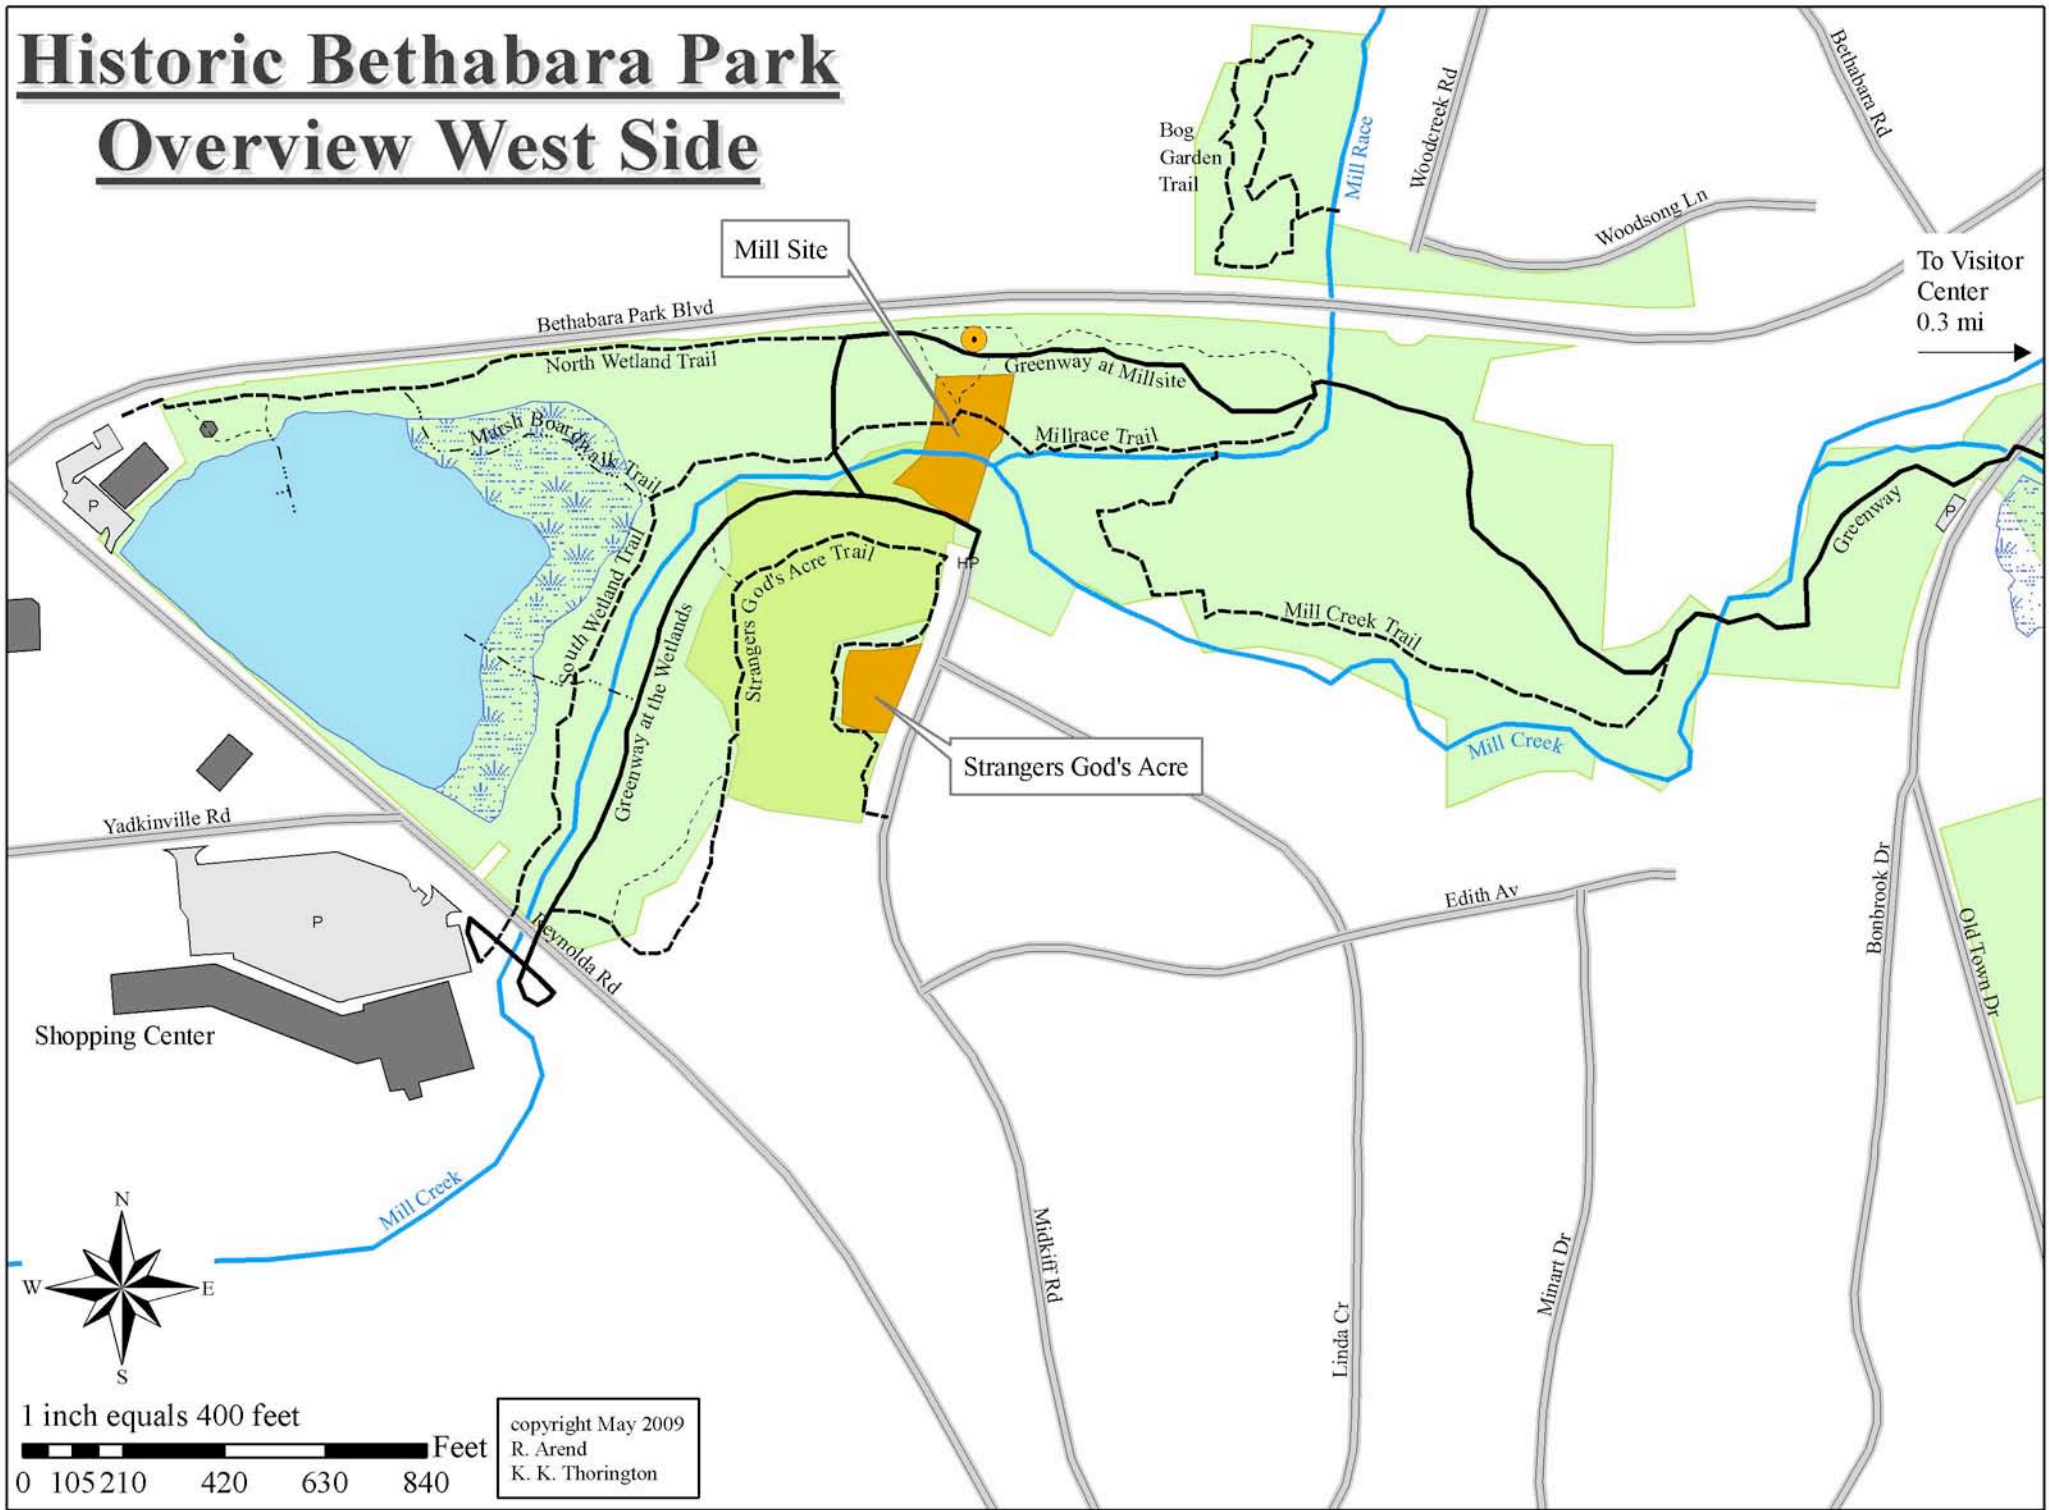 Historic Bethabara Park
Overview West Side
Bethabara Rd
Woodcreek Rd
Mill Race
Bog
Garden
Trail
Woodsong Ln
Mill Site
To Visitor
Center
0.3 mi
Bethabara Park Blvd
North Wetland Trail
Greenway at Millsite
Marsh Boardwalk Trail
Millrace Trail
P
P
Greenway
South Wetland Trail
Strangers God's Acre Trail
HP
Greenway at the Wetlands
Mill Creek Trail
Mill Creek
Strangers God's Acre
Yadkinville Rd
P
Reynolda Rd
Edith Av
Bonbrook Dr
Old Town Dr
Shopping Center
Mill Creek
Midkiff Rd
Linda Cr
Minart Dr
N
W
E
S
1 inch equals 400 feet
Feet
0 105 210 420 630 840
copyright May 2009
R. Arend
K. K. Thorington